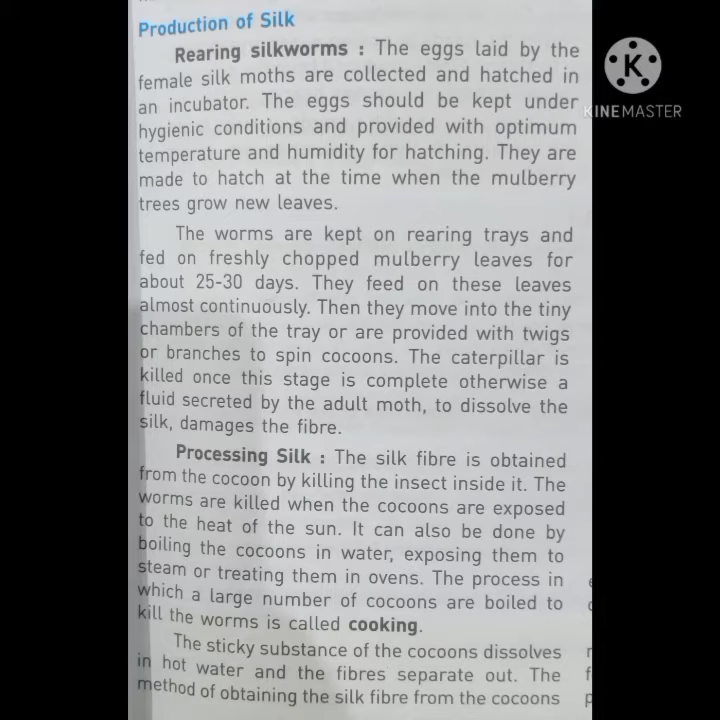 Production of Silk
Rearing silkworms : The eggs laid by the
female silk moths are collected and hatched in
an incubator. The eggs should be kept under
hygienic conditions and provided with optimum
temperature and humidity for hatching. They are
made to hatch at the time when the mulberry
trees grow new leaves.
The worms are kept on rearing trays and
fed on freshly chopped mulberry leaves for
about 25-30 days. They feed on these leaves
almost continuously. Then they move into the tiny
chambers of the tray or are provided with twigs
or branches to spin cocoons. The caterpillar is
killed once this stage is complete otherwise a
fluid secreted by the adult moth, to dissolve the
silk, damages the fibre.
Processing Silk : The silk fibre is obtained
from the cocoon by killing the insect inside it. The
worms are killed when the cocoons are exposed
to the heat of the sun. It can also be done by
boiling the cocoons in water, exposing them to
steam or treating them in ovens. The process in
which a large number of cocoons are boiled to
kill the worms is called cooking.
The sticky substance of the cocoons dissolves
in hot water and the fibres separate out. The
method of obtaining the silk fibre from the cocoons
K
KINEMASTER